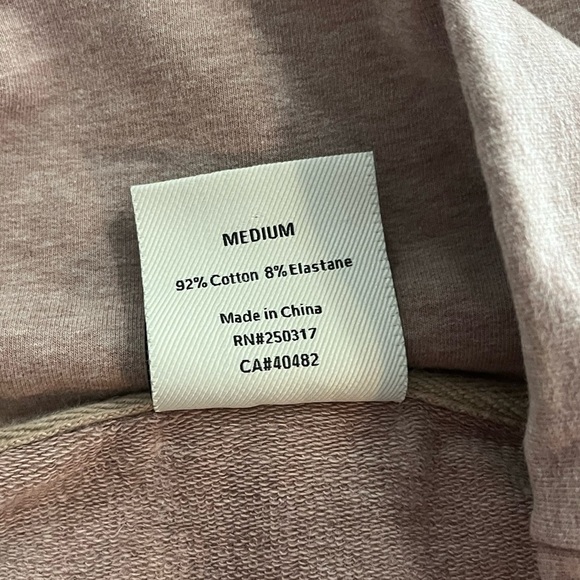 MEDIUM
92% Cotton 8% Elastane
Made in China
RN#250317
CA#40482